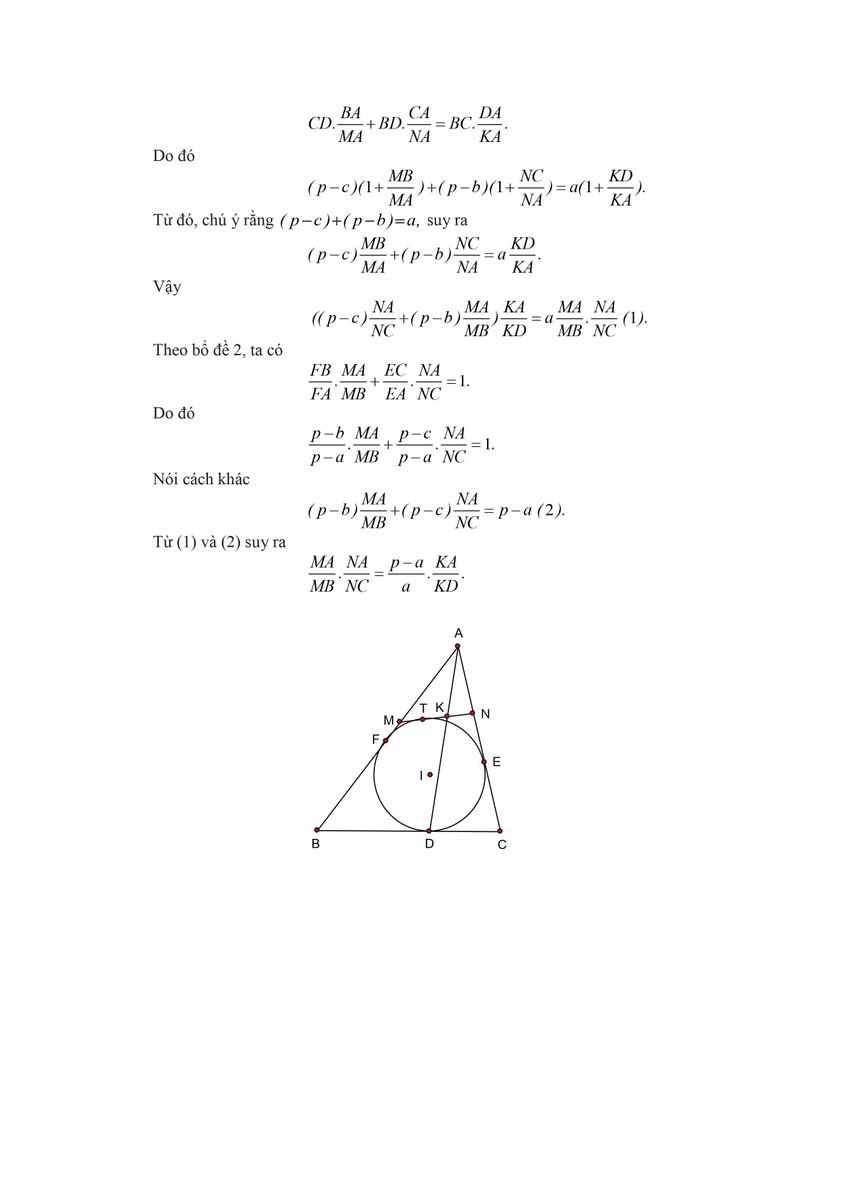 CD.\frac{BA}{MA}+BD.\frac{CA}{NA}=BC.\frac{DA}{KA}.
Do đó
(p-c)(1+\frac{MB}{MA})+(p-b)(1+\frac{NC}{NA})=a(1+\frac{KD}{KA}).
Từ đó, chú ý rằng (p-c)+(p-b)=a, suy ra
(p-c)\frac{MB}{MA}+(p-b)\frac{NC}{NA}=a\frac{KD}{KA}.
Vậy
((p-c)\frac{NA}{NC}+(p-b)\frac{MA}{MB})\frac{KA}{KD}=a\frac{MA}{MB}.\frac{NA}{NC} (1).
Theo bổ đề 2, ta có
\frac{FB}{FA}.\frac{MA}{MB}+\frac{EC}{EA}.\frac{NA}{NC}=1.
Do đó
\frac{p-b}{p-a}.\frac{MA}{MB}+\frac{p-c}{p-a}.\frac{NA}{NC}=1.
Nói cách khác
(p-b)\frac{MA}{MB}+(p-c)\frac{NA}{NC}=p-a (2).
Từ (1) và (2) suy ra
\frac{MA}{MB}.\frac{NA}{NC}=\frac{p-a}{a}.\frac{KA}{KD}.
A
M T K N
F
E
I
B D C